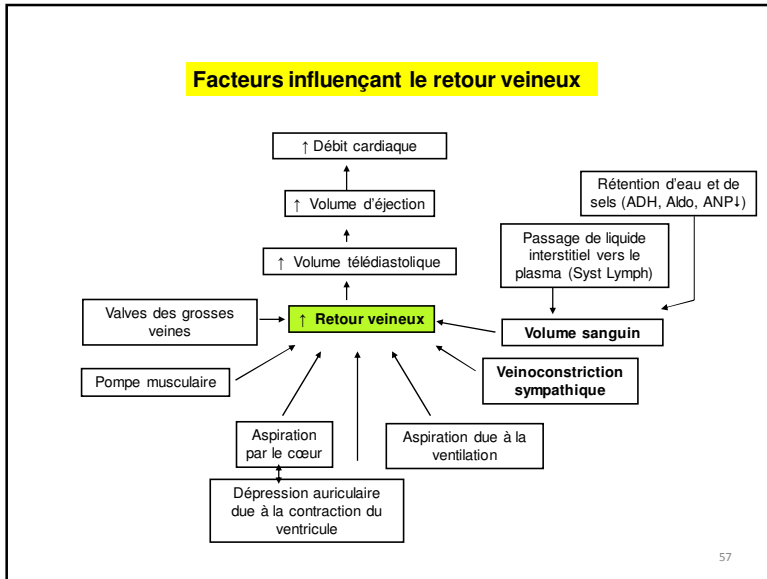 Facteurs influençant le retour veineux
↑ Débit cardiaque
↑ Volume d'éjection
↑ Volume télédiastolique
↑ Retour veineux
Rétention d'eau et de
sels (ADH, Aldo, ANP↓)
Passage de liquide
interstitiel vers le
plasma (Syst Lymph)
Volume sanguin
Valves des grosses
veines
Pompe musculaire
Veinoconstriction
sympathique
Aspiration
par le cœur
Aspiration due à la
ventilation
Dépression auriculaire
due à la contraction du
ventricule
57